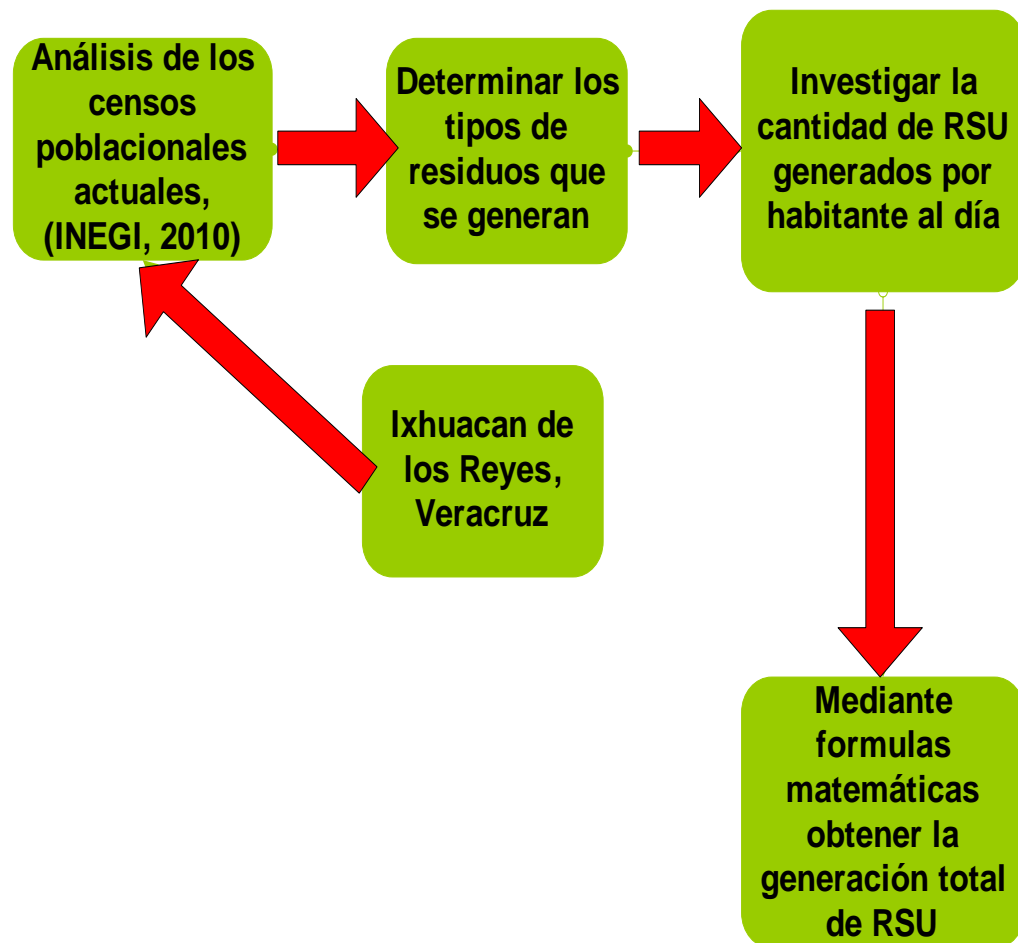 Análisis de los
censos
poblacionales
actuales,
(INEGI, 2010)
Determinar los
tipos de
residuos que
se generan
Investigar la
cantidad de RSU
generados por
habitante al día
Ixhuacan de
los Reyes,
Veracruz
Mediante
formulas
matemáticas
obtener la
generación total
de RSU